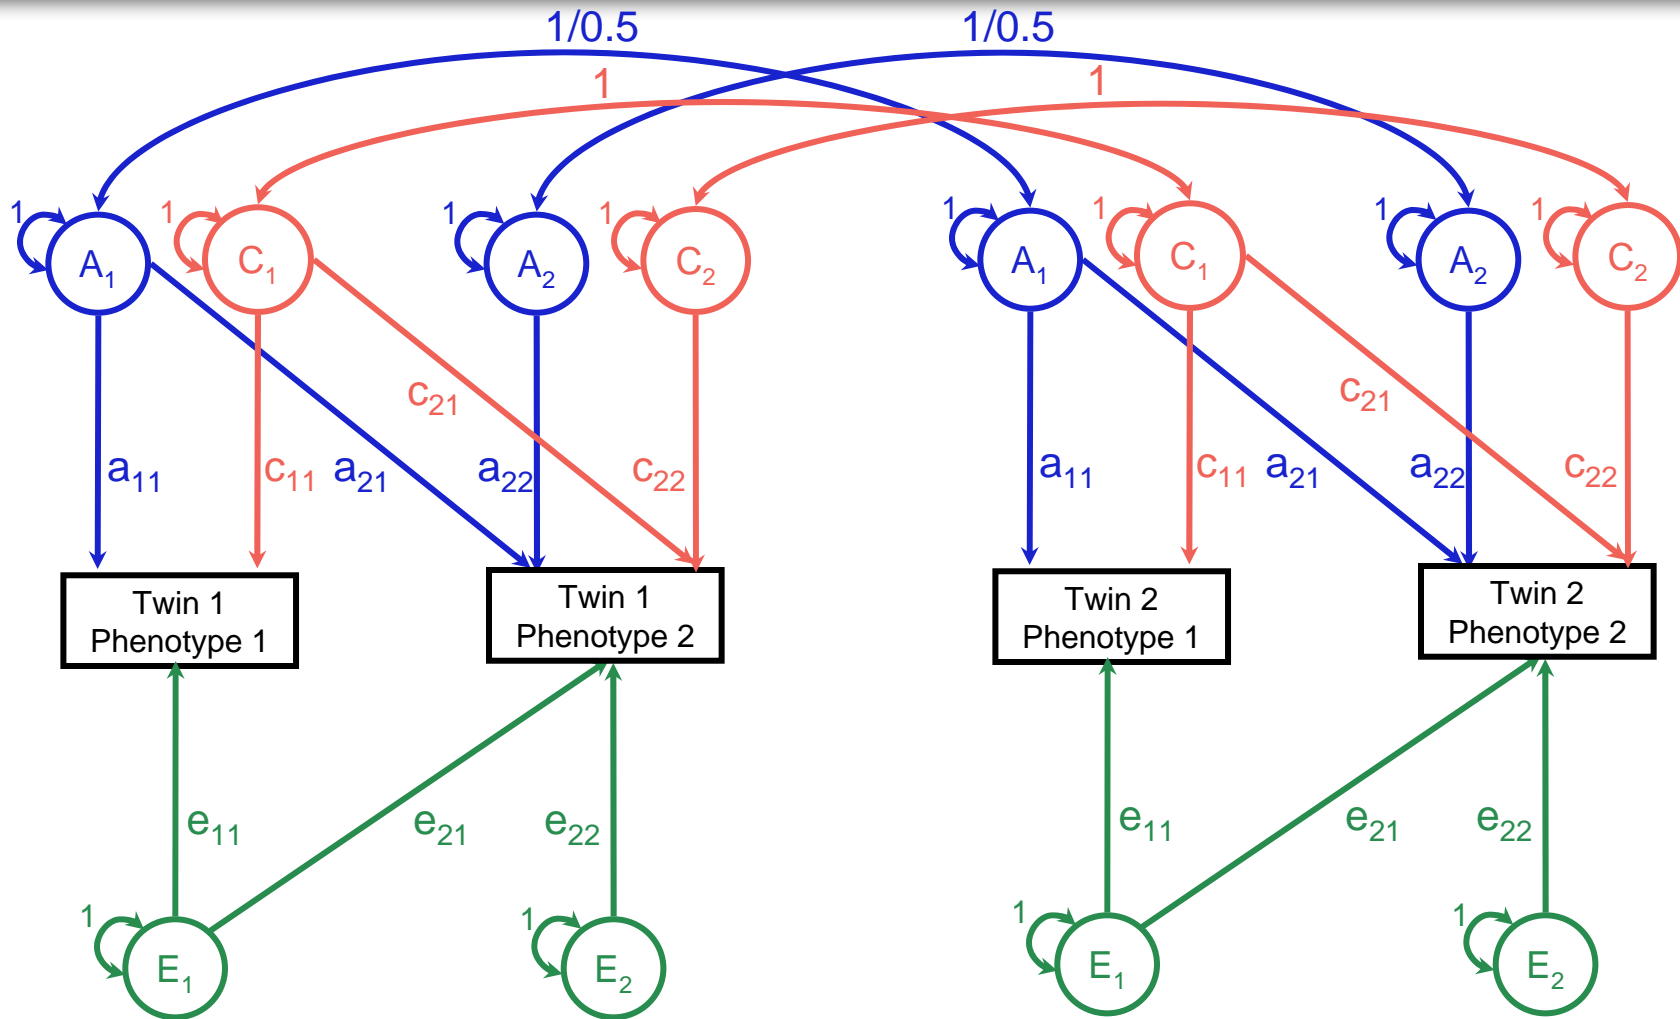 1/0.5
1/0.5
1
1
1
1
1
1
1
1
1
1
A₁
C₁
A₂
C₂
A₁
C₁
A₂
C₂
c₂₁
c₂₁
a₁₁
c₁₁
a₂₁
a₂₂
c₂₂
a₁₁
c₁₁
a₂₁
a₂₂
c₂₂
Twin 1
Phenotype 1
Twin 1
Phenotype 2
Twin 2
Phenotype 1
Twin 2
Phenotype 2
e₁₁
e₂₁
e₂₂
e₁₁
e₂₁
e₂₂
1
1
1
1
E₁
E₂
E₁
E₂